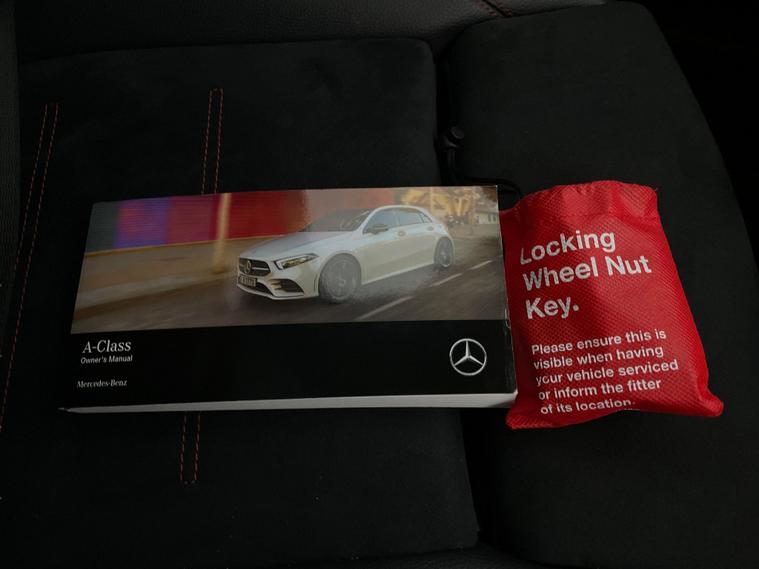 A-Class
Owner's Manual
Mercedes-Benz
Locking
Wheel Nut
Key.
Please ensure this is
visible when having
your vehicle serviced
or inform the fitter
of its location.